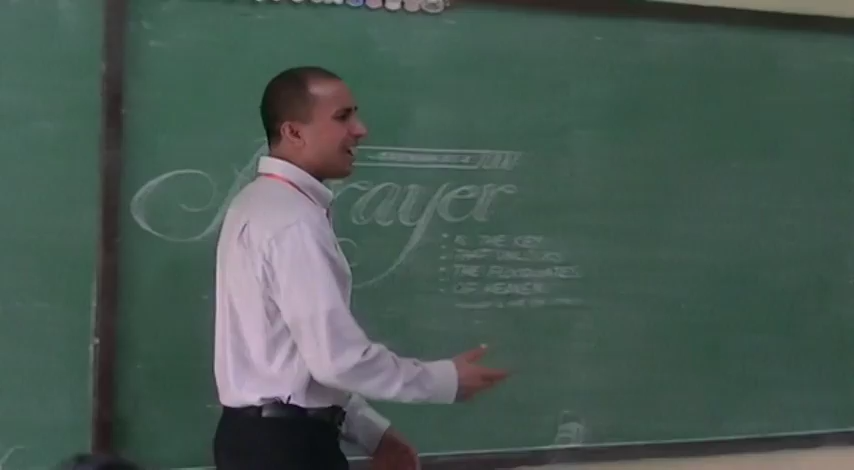 Prayer
IS THE KEY
THAT UNLOCKS
THE FLOODGATES
OF HEAVEN